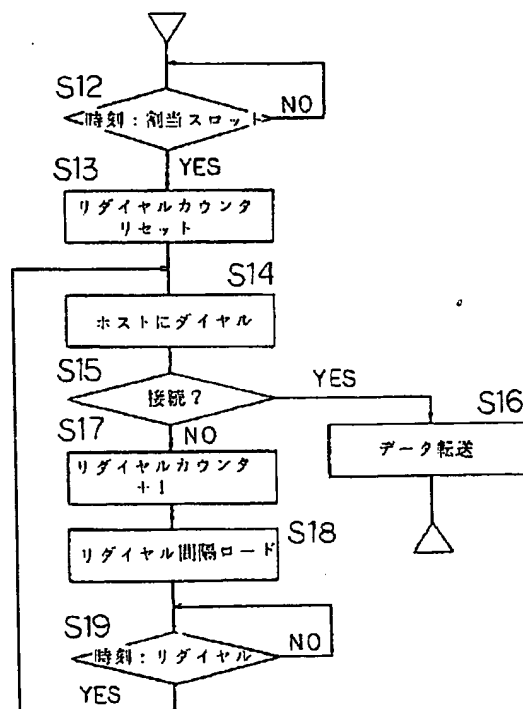 S12
時刻:割当スロット
NO
YES
S13
リダイヤルカウンタ
リセット
S14
ホストにダイヤル
S15
接続?
YES
S16
データ転送
NO
S17
リダイヤルカウンタ
+1
S18
リダイヤル間隔ロード
S19
時刻:リダイヤル
NO
YES